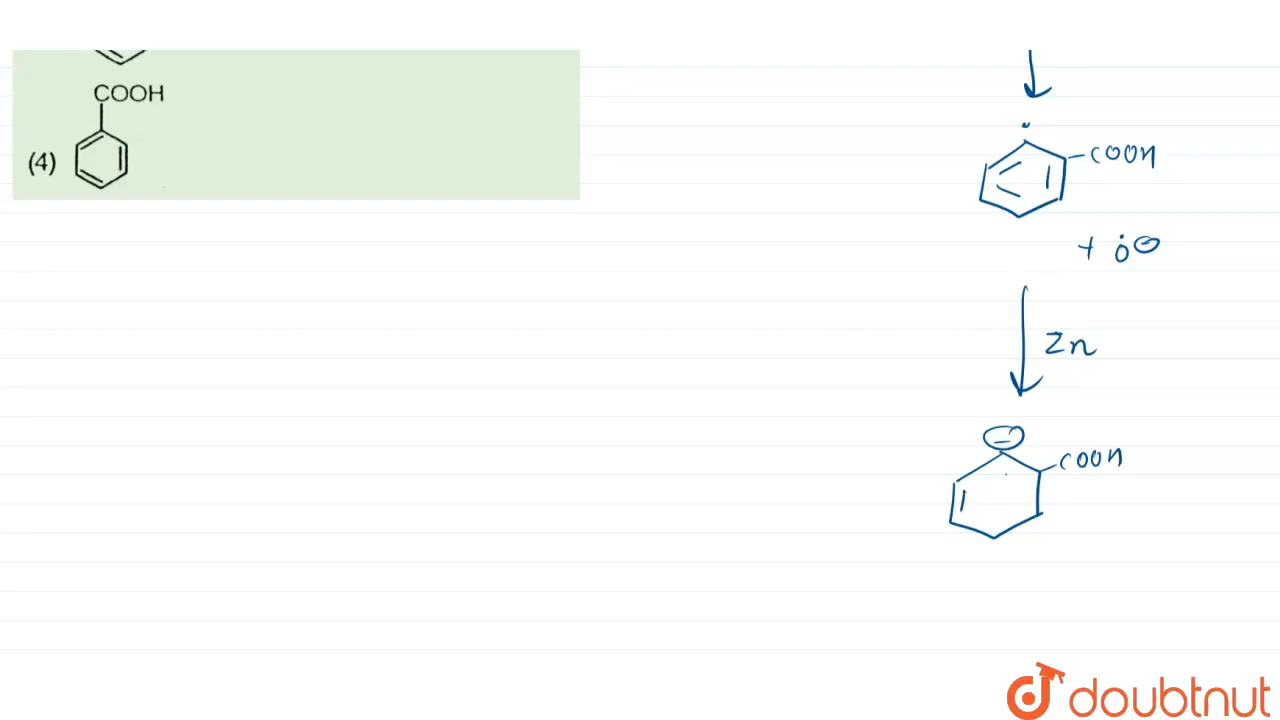 COOH
(4)
COOH
+ ȯ⊖
Zn
⊖
COOH
doubtnut